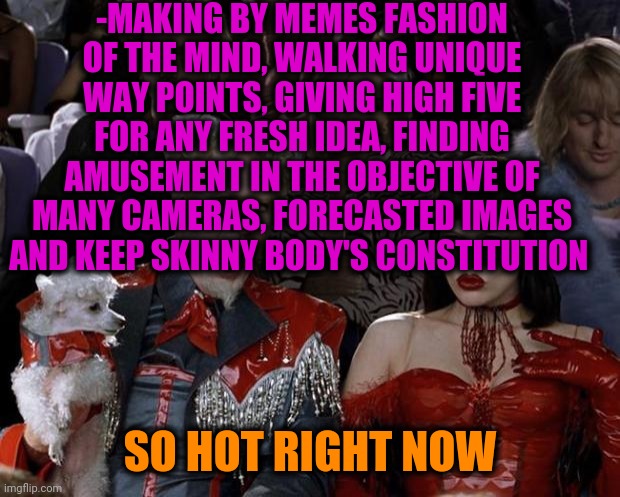 -MAKING BY MEMES FASHION
OF THE MIND, WALKING UNIQUE
WAY POINTS, GIVING HIGH FIVE
FOR ANY FRESH IDEA, FINDING
AMUSEMENT IN THE OBJECTIVE OF
MANY CAMERAS, FORECASTED IMAGES
AND KEEP SKINNY BODY'S CONSTITUTION
SO HOT RIGHT NOW
imgflip.com